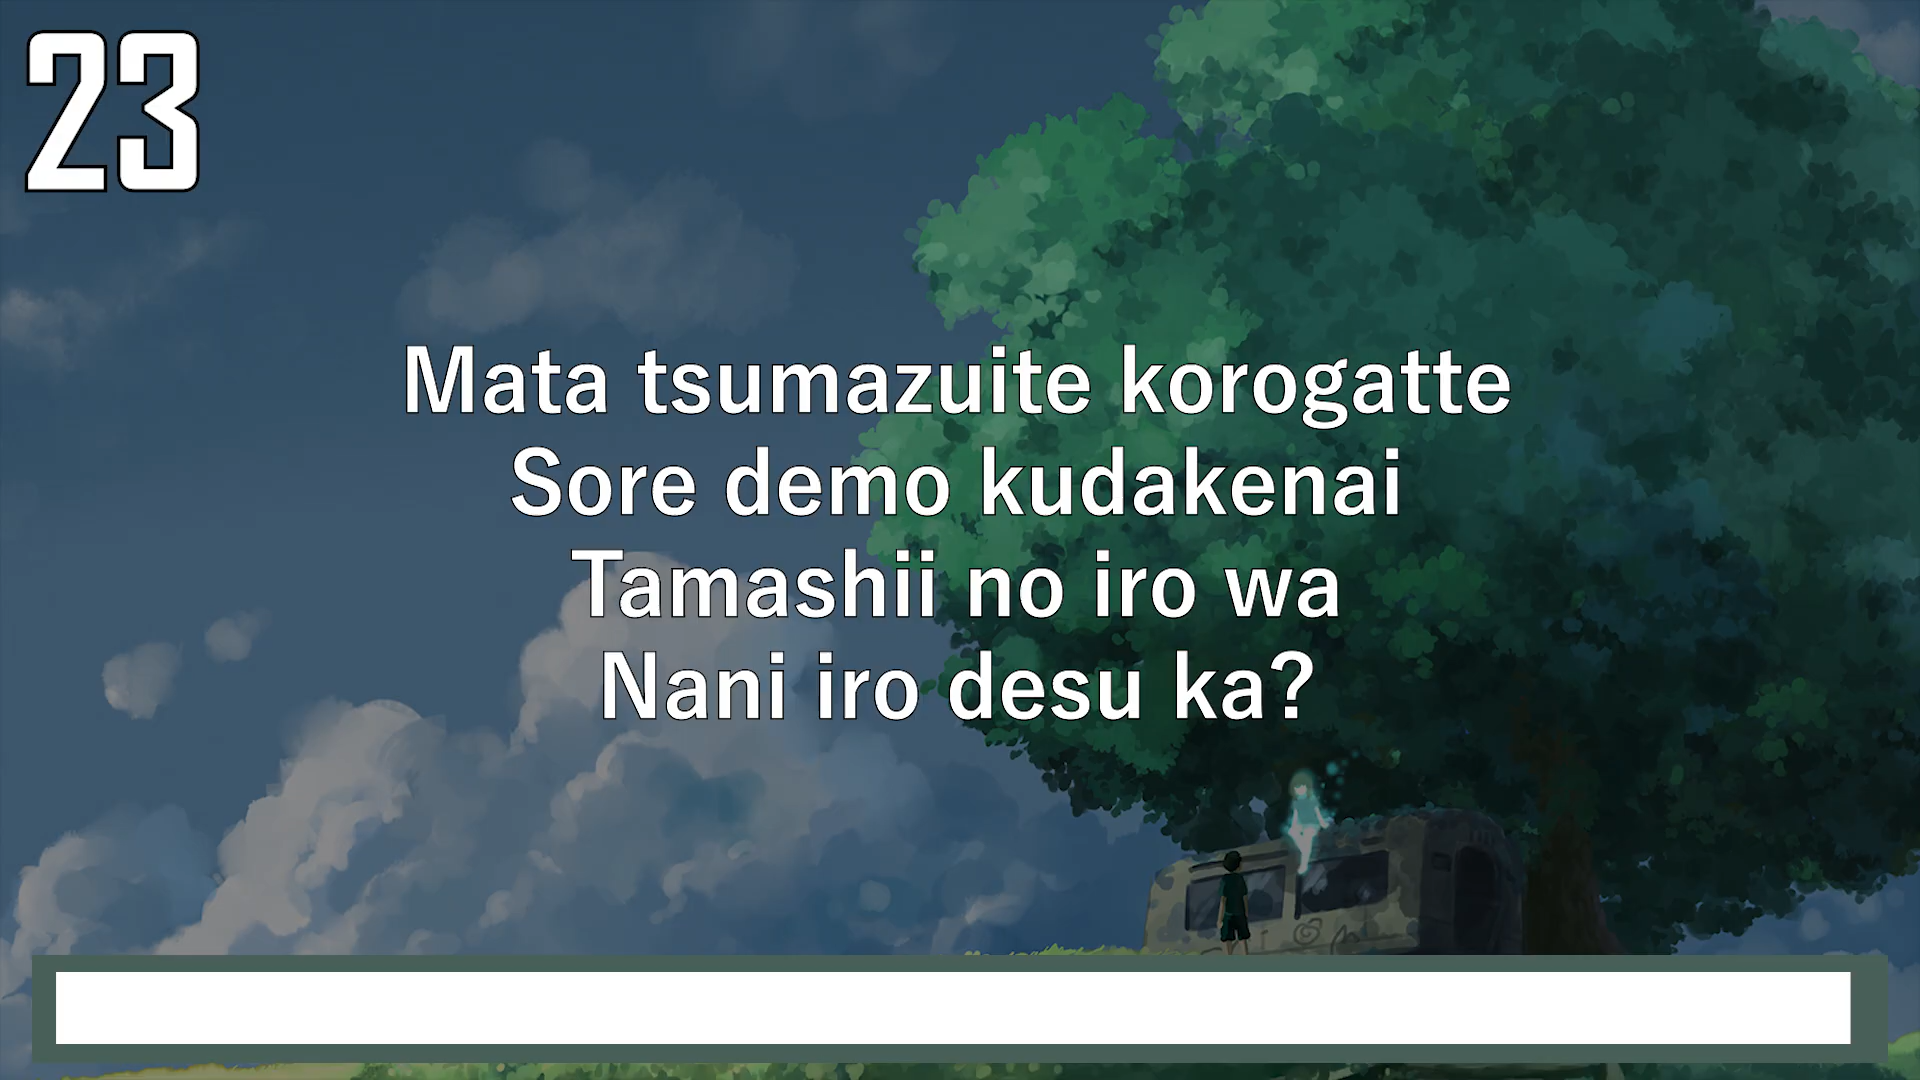 23
Mata tsumazuite korogatte
Sore demo kudakenai
Tamashii no iro wa
Nani iro desu ka?